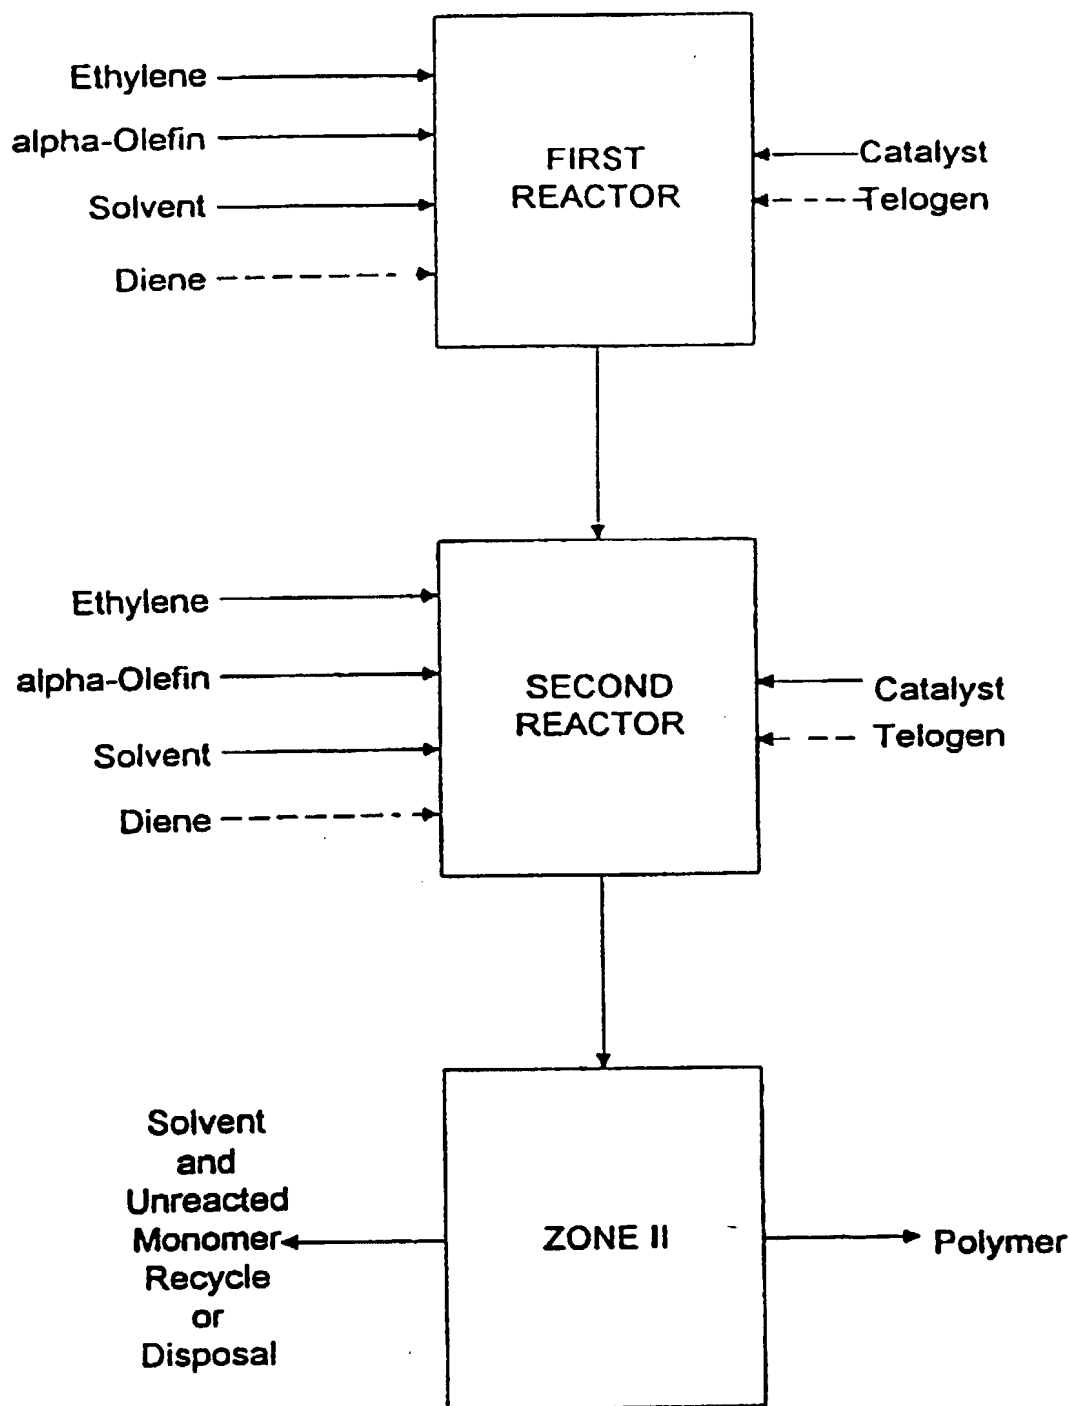 Ethylene
alpha-Olefin
Solvent
Diene
FIRST
REACTOR
Catalyst
Telogen
Ethylene
alpha-Olefin
Solvent
Diene
SECOND
REACTOR
Catalyst
Telogen
Solvent
and
Unreacted
Monomer
Recycle
or
Disposal
ZONE II
Polymer